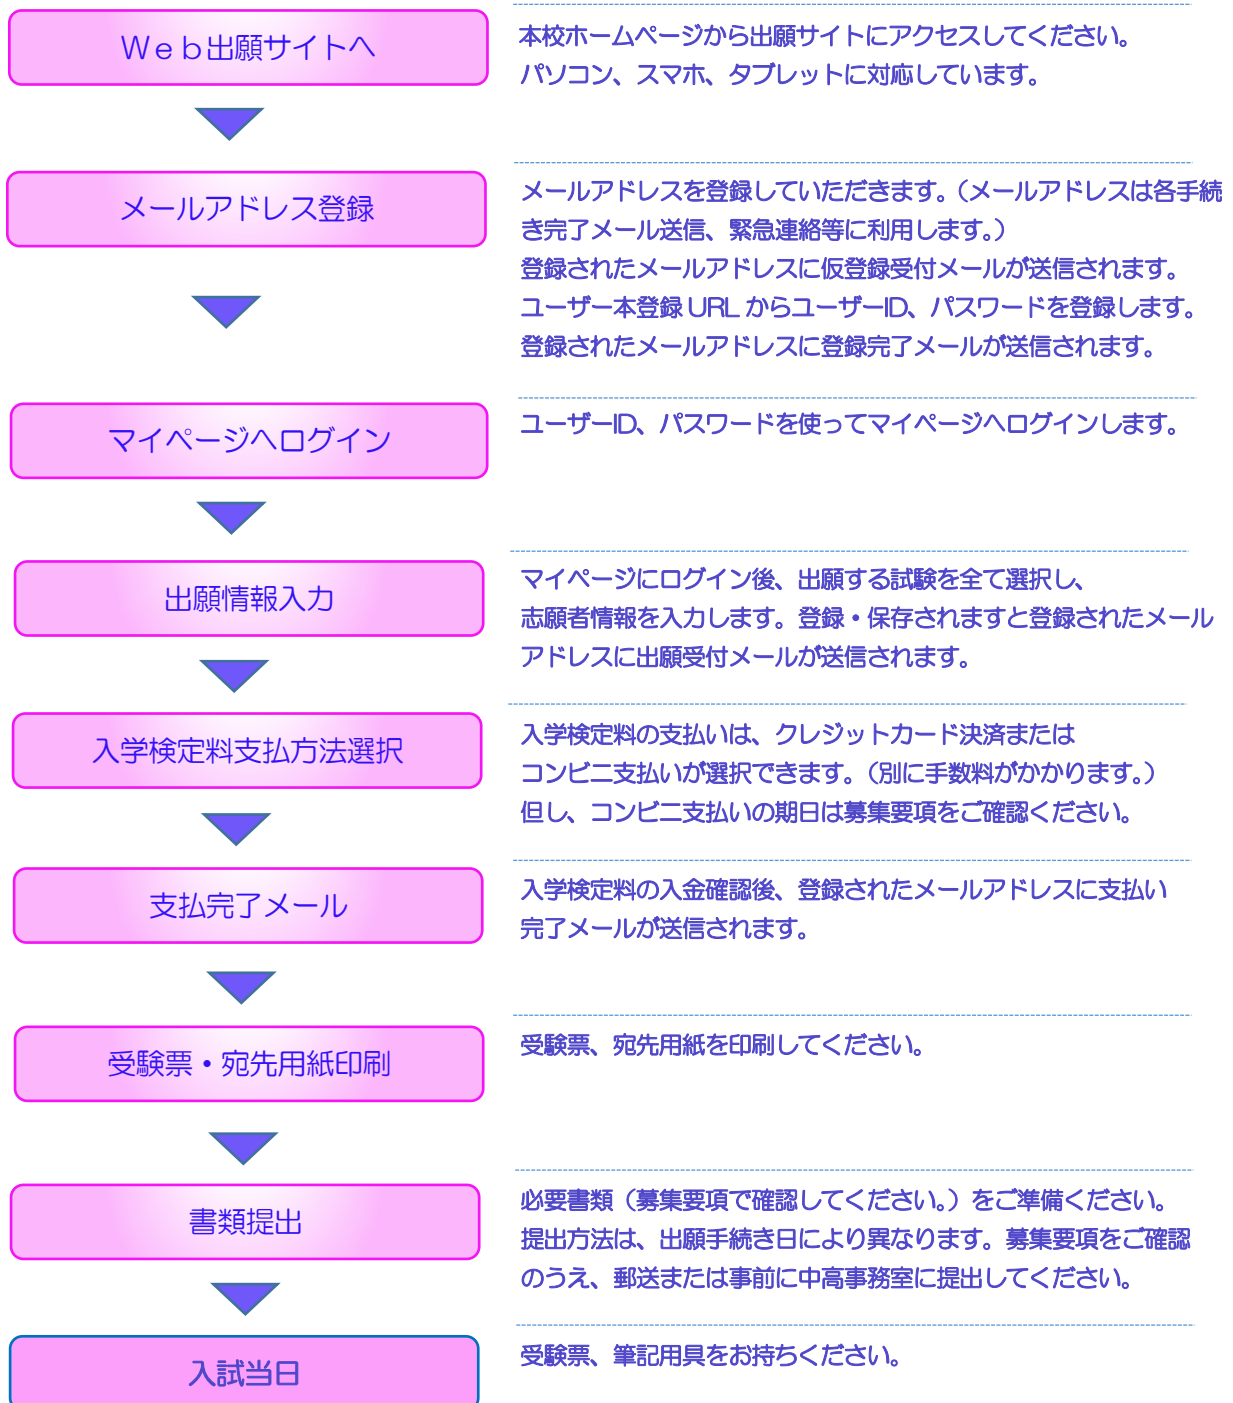 Ｗｅｂ出願サイトへ
本校ホームページから出願サイトにアクセスしてください。
パソコン、スマホ、タブレットに対応しています。
メールアドレス登録
メールアドレスを登録していただきます。（メールアドレスは各手続
き完了メール送信、緊急連絡等に利用します。）
登録されたメールアドレスに仮登録受付メールが送信されます。
ユーザー本登録 URL からユーザーID、パスワードを登録します。
登録されたメールアドレスに登録完了メールが送信されます。
マイページへログイン
ユーザーID、パスワードを使ってマイページへログインします。
出願情報入力
マイページにログイン後、出願する試験を全て選択し、
志願者情報を入力します。登録・保存されますと登録されたメール
アドレスに出願受付メールが送信されます。
入学検定料支払方法選択
入学検定料の支払いは、クレジットカード決済または
コンビニ支払いが選択できます。（別に手数料がかかります。）
但し、コンビニ支払いの期日は募集要項をご確認ください。
支払完了メール
入学検定料の入金確認後、登録されたメールアドレスに支払い
完了メールが送信されます。
受験票・宛先用紙印刷
受験票、宛先用紙を印刷してください。
書類提出
必要書類（募集要項で確認してください。）をご準備ください。
提出方法は、出願手続き日により異なります。募集要項をご確認
のうえ、郵送または事前に中高事務室に提出してください。
入試当日
受験票、筆記用具をお持ちください。